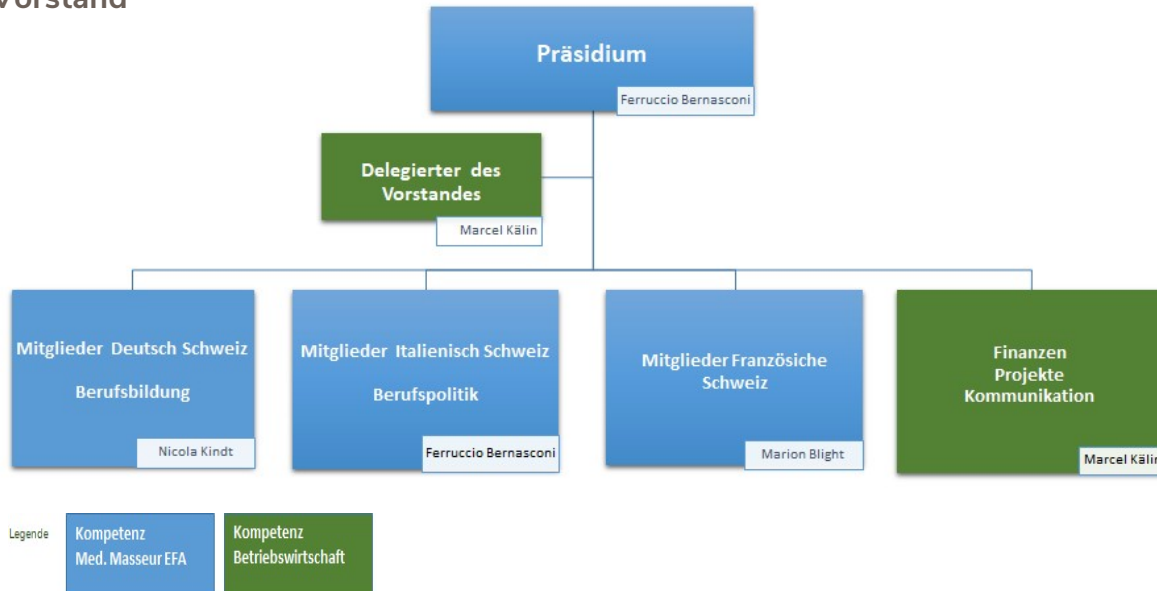 Vorstand
Präsidium
Ferruccio Bernasconi
Delegierter des
Vorstandes
Marcel Kälin
Mitglieder Deutsch Schweiz
Berufsbildung
Nicola Kindt
Mitglieder Italienisch Schweiz
Berufspolitik
Ferruccio Bernasconi
Mitglieder Französiche
Schweiz
Marion Blight
Finanzen
Projekte
Kommunikation
Marcel Kälin
Legende
Kompetenz
Med. Masseur EFA
Kompetenz
Betriebswirtschaft